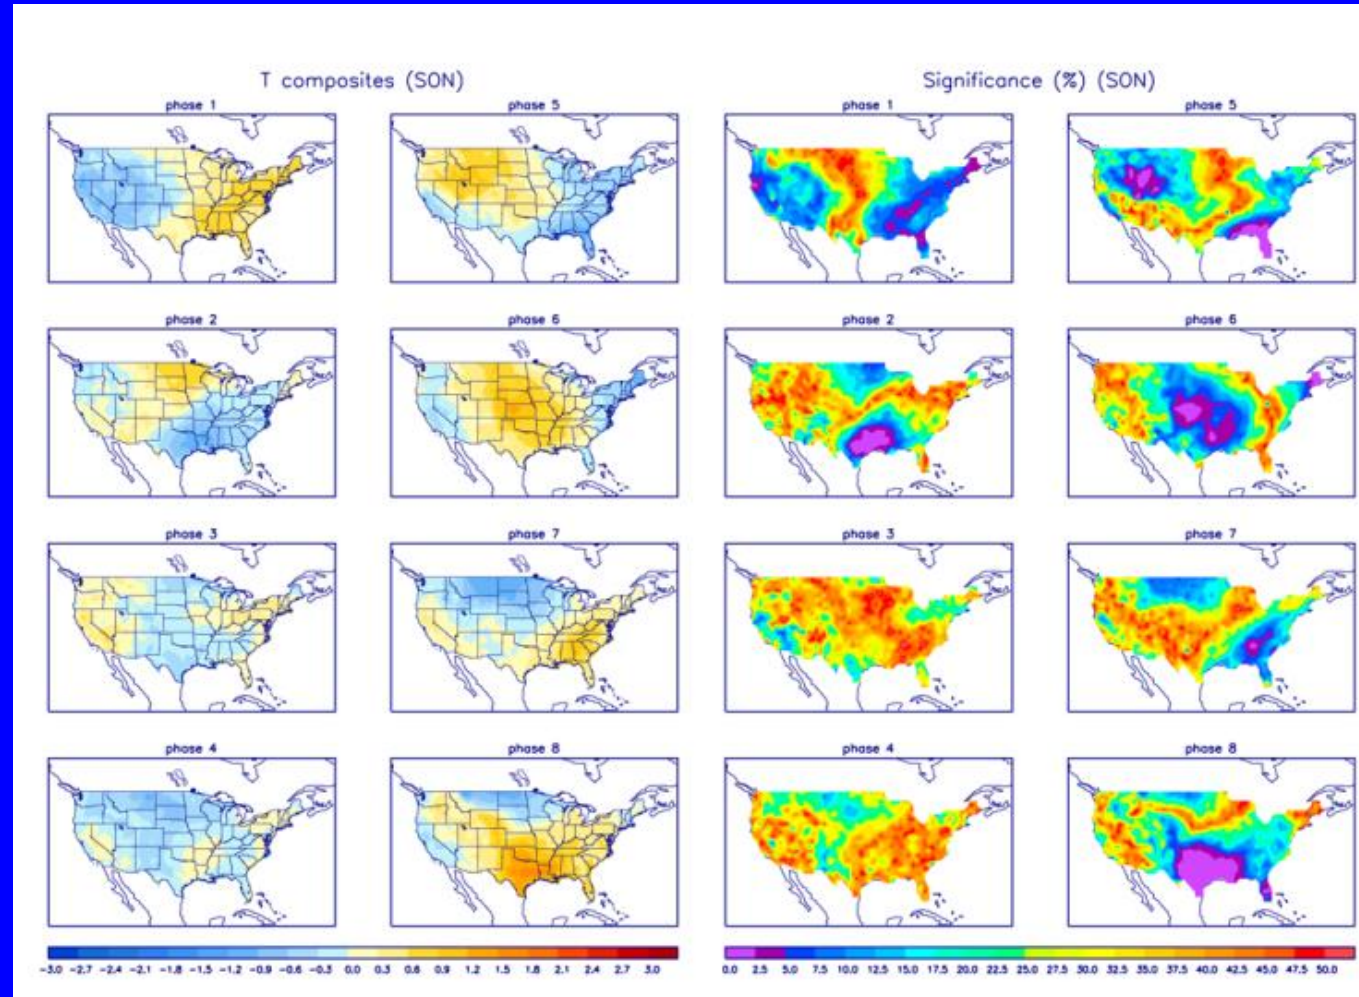 T composites (SON)
Significance (%) (SON)
phase 1
phase 5
phase 1
phase 5
phase 2
phase 6
phase 2
phase 6
phase 3
phase 7
phase 3
phase 7
phase 4
phase 8
phase 4
phase 8
-3.0 -2.7 -2.4 -2.1 -1.8 -1.5 -1.2 -0.9 -0.6 -0.3 0.0 0.3 0.6 0.9 1.2 1.5 1.8 2.1 2.4 2.7 3.0
0.0 2.5 5.0 7.5 10.0 12.5 15.0 17.5 20.0 22.5 25.0 27.5 30.0 32.5 35.0 37.5 40.0 42.5 45.0 47.5 50.0